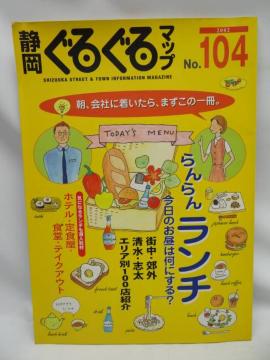 静岡
ぐるぐる
マップ
2002
No.104
SHIZUOKA STREET & TOWN INFORMATION MAGAZINE
朝、会社に着いたら、まずこの一冊。
TODAY'S MENU
らんらん
ランチ
今日のお昼は何にする?
街中・郊外
清水・志太
エリア別100店紹介
ホテル・定食屋・
食堂・テイクアウト